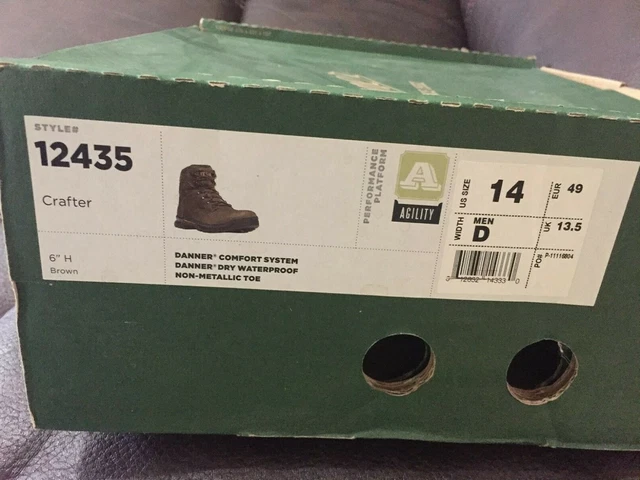 STYLE#
12435
Crafter
6" H
Brown
DANNER® COMFORT SYSTEM
DANNER® DRY WATERPROOF
NON-METALLIC TOE
PERFORMANCE
PLATFORM
A
AGILITY
US SIZE
14
EUR
49
WIDTH
MEN
D
UK
13.5
PO#